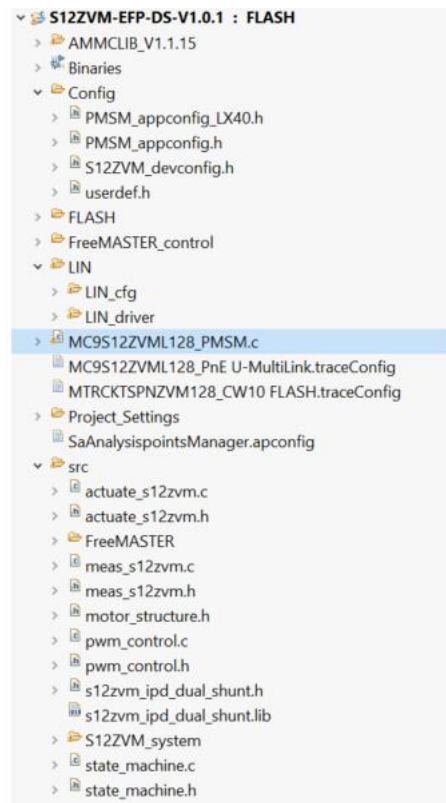 S12ZVM-EFP-DS-V1.0.1 : FLASH
AMMCLIB_V1.1.15
Binaries
Config
PMSM_appconfig_LX40.h
PMSM_appconfig.h
S12ZVM_devconfig.h
userdef.h
FLASH
FreeMASTER_control
LIN
LIN_cfg
LIN_driver
MC9S12ZVML128_PMSM.c
MC9S12ZVML128_PnE U-MultiLink.traceConfig
MTRCKTSPNZVM128_CW10 FLASH.traceConfig
Project_Settings
SaAnalysispointsManager.apconfig
src
actuate_s12zvm.c
actuate_s12zvm.h
FreeMASTER
meas_s12zvm.c
meas_s12zvm.h
motor_structure.h
pwm_control.c
pwm_control.h
s12zvm_ipd_dual_shunt.h
s12zvm_ipd_dual_shunt.lib
S12ZVM_system
state_machine.c
state_machine.h